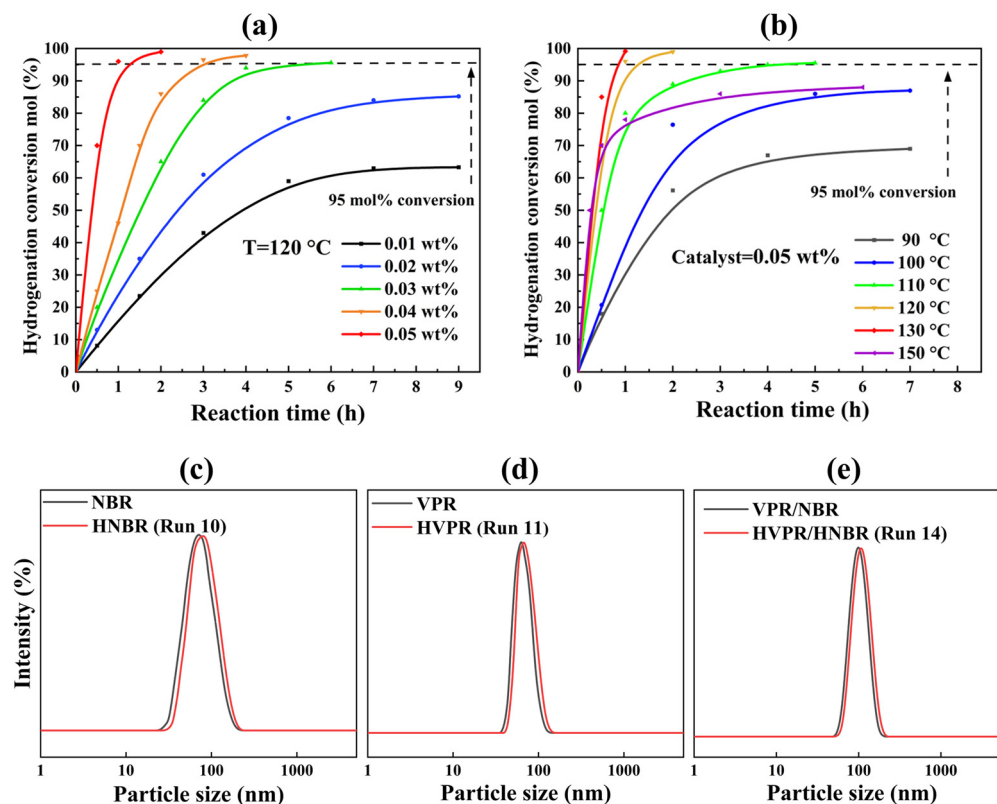 (a)
Hydrogenation conversion mol (%)
100
90
80
70
60
50
40
30
20
10
0
95 mol% conversion
T=120 °C
0.01 wt%
0.02 wt%
0.03 wt%
0.04 wt%
0.05 wt%
0 1 2 3 4 5 6 7 8 9
Reaction time (h)
(b)
Hydrogenation conversion mol (%)
100
90
80
70
60
50
40
30
20
10
0
95 mol% conversion
Catalyst=0.05 wt%
90 °C
100 °C
110 °C
120 °C
130 °C
150 °C
0 1 2 3 4 5 6 7 8
Reaction time (h)
(c)
NBR
HNBR (Run 10)
Intensity (%)
1 10 100 1000
Particle size (nm)
(d)
VPR
HVPR (Run 11)
1 10 100 1000
Particle size (nm)
(e)
VPR/NBR
HVPR/HNBR (Run 14)
1 10 100 1000
Particle size (nm)